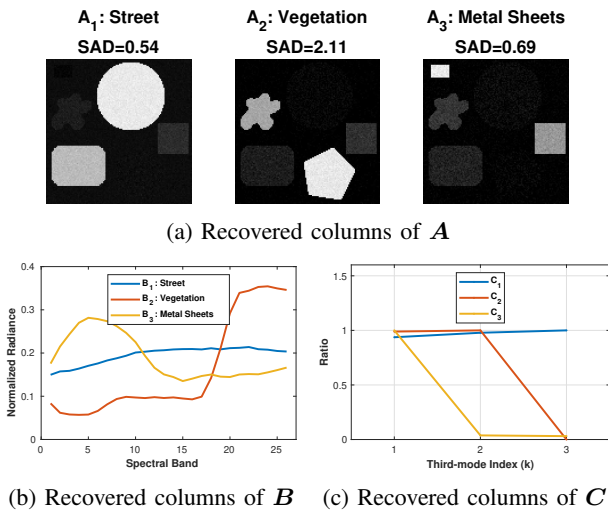 A1: Street A2: Vegetation A3: Metal Sheets
SAD=0.54 SAD=2.11 SAD=0.69
(a) Recovered columns of A
Normalized Radiance
0.4
0.3
0.2
0.1
0
B1: Street
B2: Vegetation
B3: Metal Sheets
0 5 10 15 20 25
Spectral Band
Ratio
1.5
1
0.5
0
C1
C2
C3
1 2 3
Third-mode Index (k)
(b) Recovered columns of B (c) Recovered columns of C